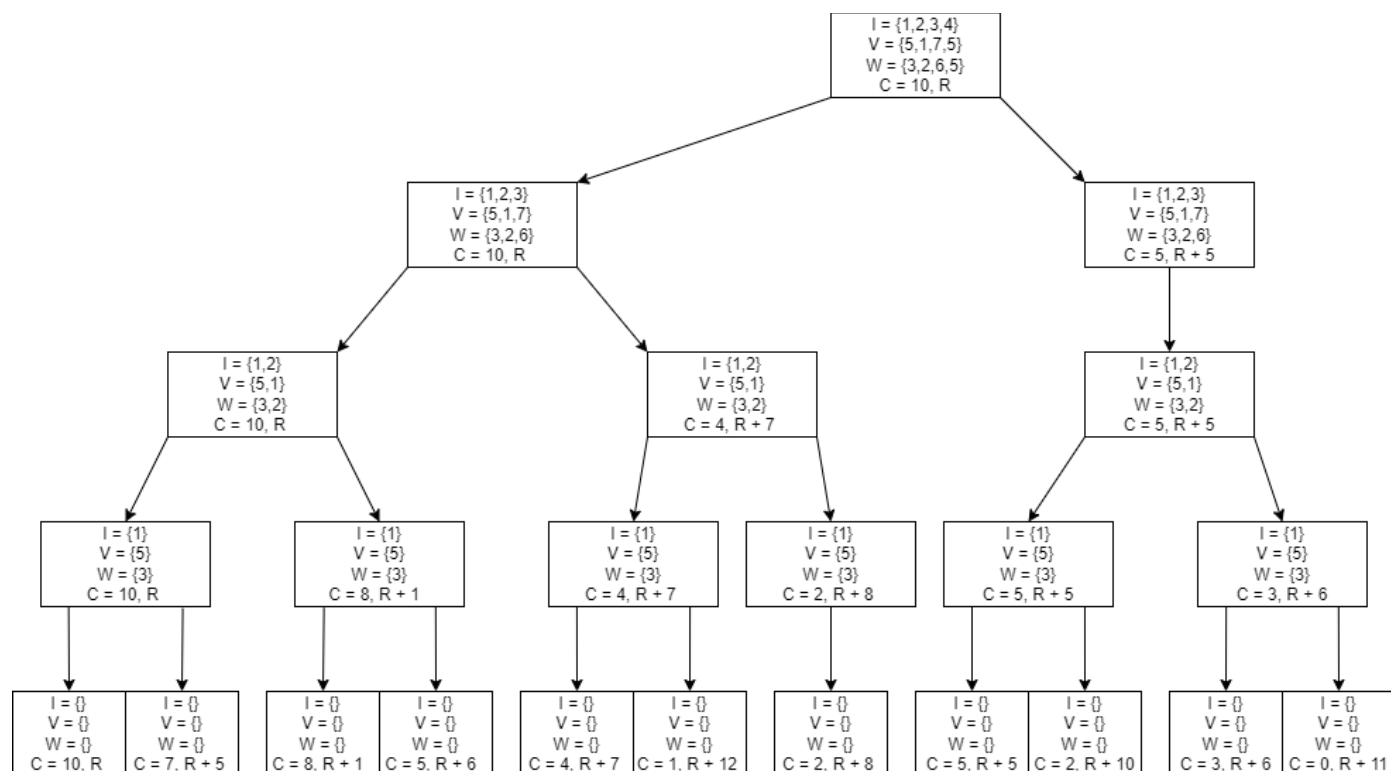 I = {1,2,3,4}
V = {5,1,7,5}
W = {3,2,6,5}
C = 10, R
I = {1,2,3}
V = {5,1,7}
W = {3,2,6}
C = 10, R
I = {1,2,3}
V = {5,1,7}
W = {3,2,6}
C = 5, R + 5
I = {1,2}
V = {5,1}
W = {3,2}
C = 10, R
I = {1,2}
V = {5,1}
W = {3,2}
C = 4, R + 7
I = {1,2}
V = {5,1}
W = {3,2}
C = 5, R + 5
I = {1}
V = {5}
W = {3}
C = 10, R
I = {1}
V = {5}
W = {3}
C = 8, R + 1
I = {1}
V = {5}
W = {3}
C = 4, R + 7
I = {1}
V = {5}
W = {3}
C = 2, R + 8
I = {1}
V = {5}
W = {3}
C = 5, R + 5
I = {1}
V = {5}
W = {3}
C = 3, R + 6
I = {}
V = {}
W = {}
C = 10, R
I = {}
V = {}
W = {}
C = 7, R + 5
I = {}
V = {}
W = {}
C = 8, R + 1
I = {}
V = {}
W = {}
C = 5, R + 6
I = {}
V = {}
W = {}
C = 4, R + 7
I = {}
V = {}
W = {}
C = 1, R + 12
I = {}
V = {}
W = {}
C = 2, R + 8
I = {}
V = {}
W = {}
C = 5, R + 5
I = {}
V = {}
W = {}
C = 2, R + 10
I = {}
V = {}
W = {}
C = 3, R + 6
I = {}
V = {}
W = {}
C = 0, R + 11